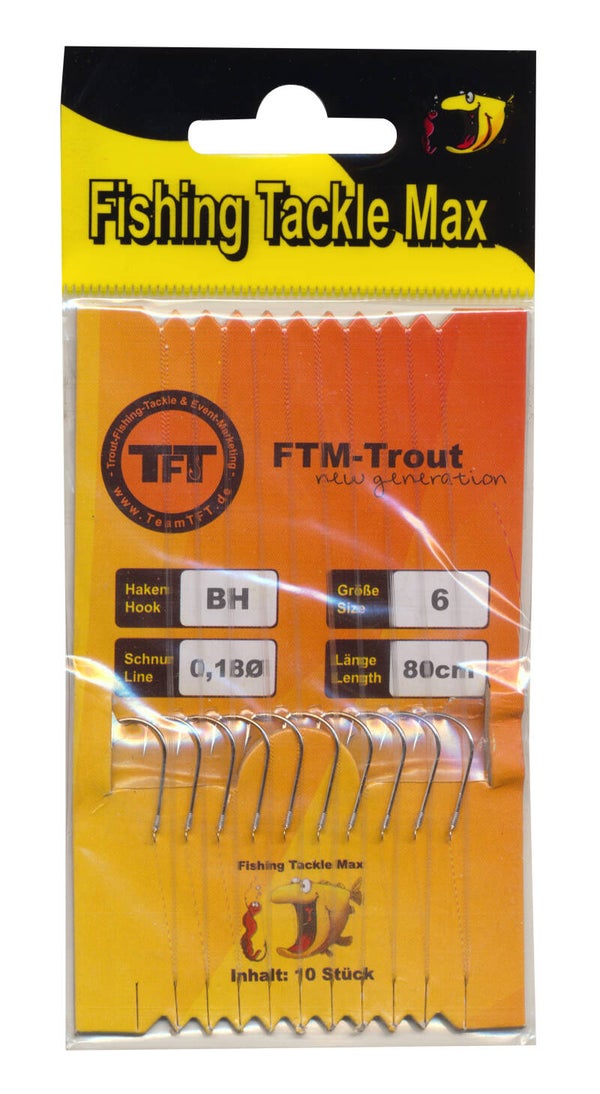 Fishing Tackle Max
- Trout-Fishing-Tackle & Event-Marketing -
TFT
www.TeamTFT.de
FTM-Trout
new generation
Haken
Hook
BH
Größe
Size
6
Schnur
Line
0,18Ø
Länge
Length
80cm
Fishing Tackle Max
Inhalt: 10 Stück